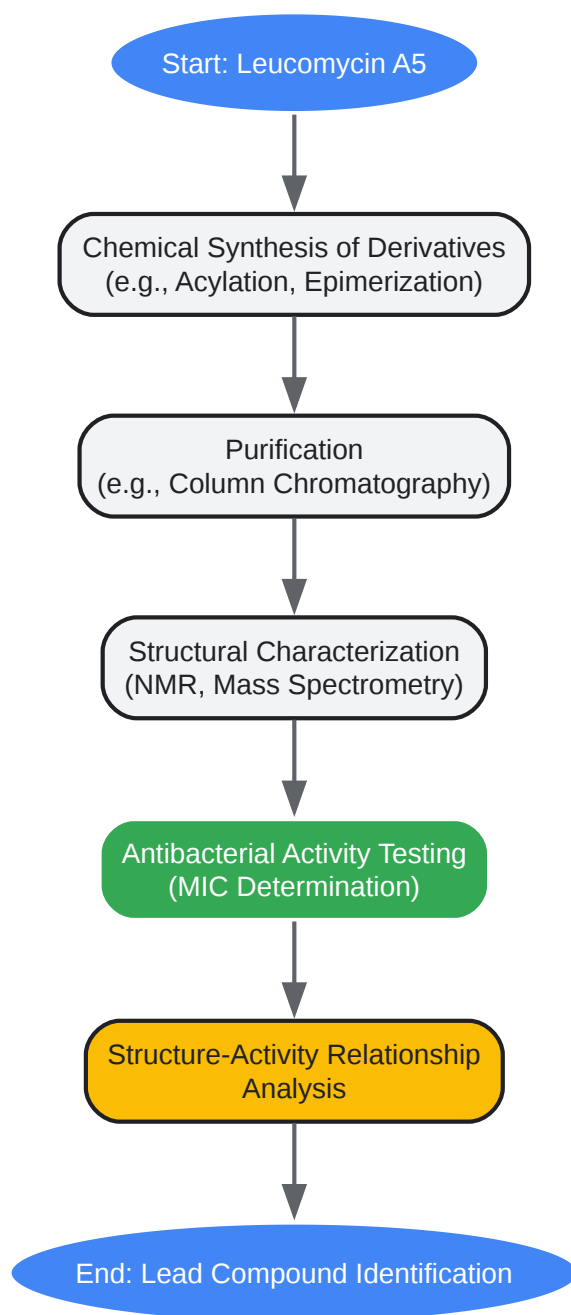 Start: Leucomycin A5
Chemical Synthesis of Derivatives
(e.g., Acylation, Epimerization)
Purification
(e.g., Column Chromatography)
Structural Characterization
(NMR, Mass Spectrometry)
Antibacterial Activity Testing
(MIC Determination)
Structure-Activity Relationship
Analysis
End: Lead Compound Identification